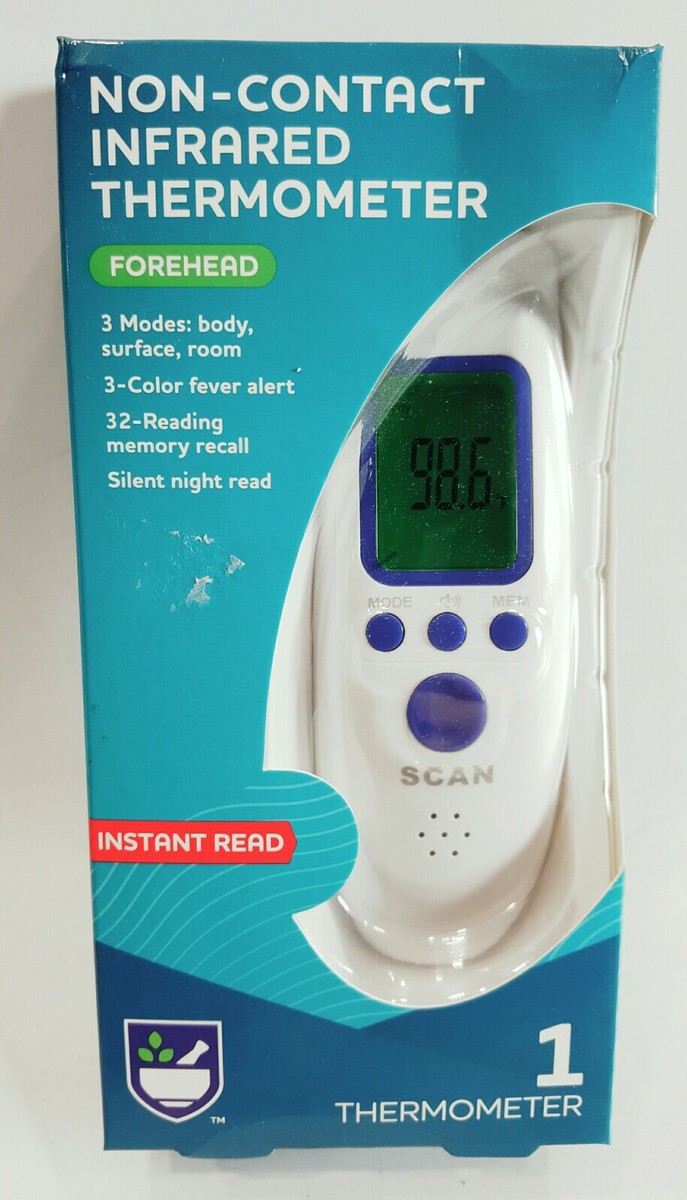 NON-CONTACT
INFRARED
THERMOMETER
FOREHEAD
3 Modes: body,
surface, room
3-Color fever alert
32-Reading
memory recall
Silent night read
98.6
F
MODE
MEM
SCAN
INSTANT READ
TM
1
THERMOMETER